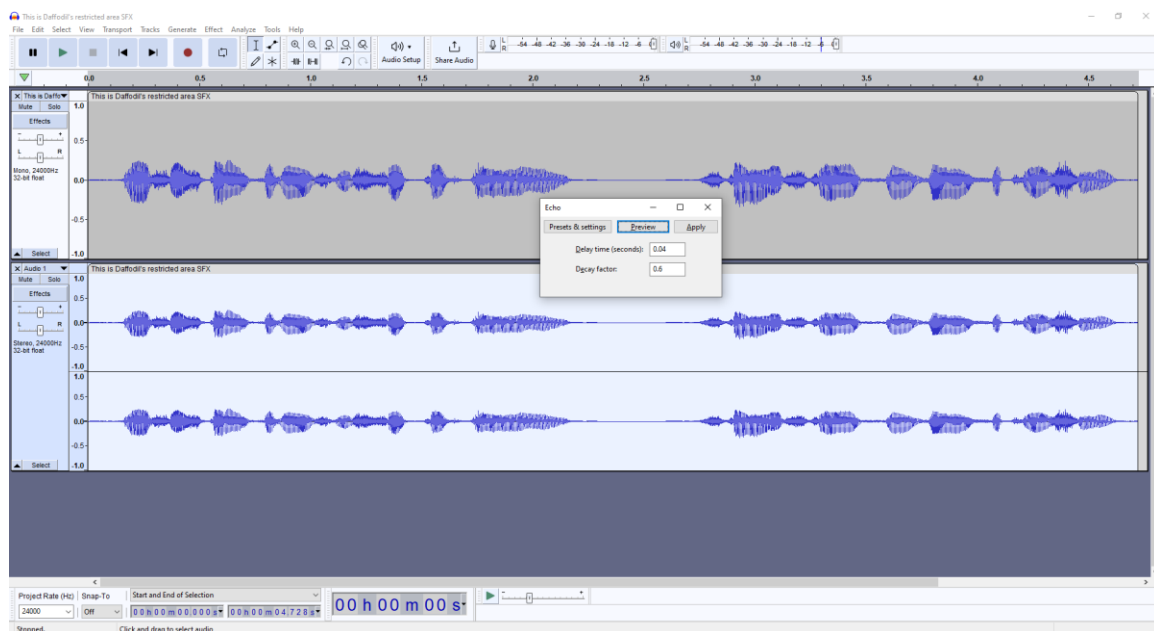 This is Daffodil's restricted area SFX
File Edit Select View Transport Tracks Generate Effect Analyze Tools Help
Audio Setup
Share Audio
L R -54 -48 -42 -36 -30 -24 -18 -12 -6 0
L R -54 -48 -42 -36 -30 -24 -18 -12 -6 0
0.0 0.5 1.0 1.5 2.0 2.5 3.0 3.5 4.0 4.5
× This is Daffo▼
This is Daffodil's restricted area SFX
Mute Solo
Effects
- +
L R
Mono, 24000Hz
32-bit float
Select
1.0
0.5
0.0
-0.5
-1.0
Echo
Presets & settings Preview Apply
Delay time (seconds): 0.04
Decay factor: 0.6
× Audio 1 ▼
This is Daffodil's restricted area SFX
Mute Solo
Effects
- +
L R
Stereo, 24000Hz
32-bit float
Select
1.0
0.5
0.0
-0.5
-1.0
1.0
0.5
0.0
-0.5
-1.0
Project Rate (Hz) Snap-To Start and End of Selection
24000 Off 00h00m00.000s 00h00m04.728s
00 h 00 m 00 s
Stopped. Click and drag to select audio